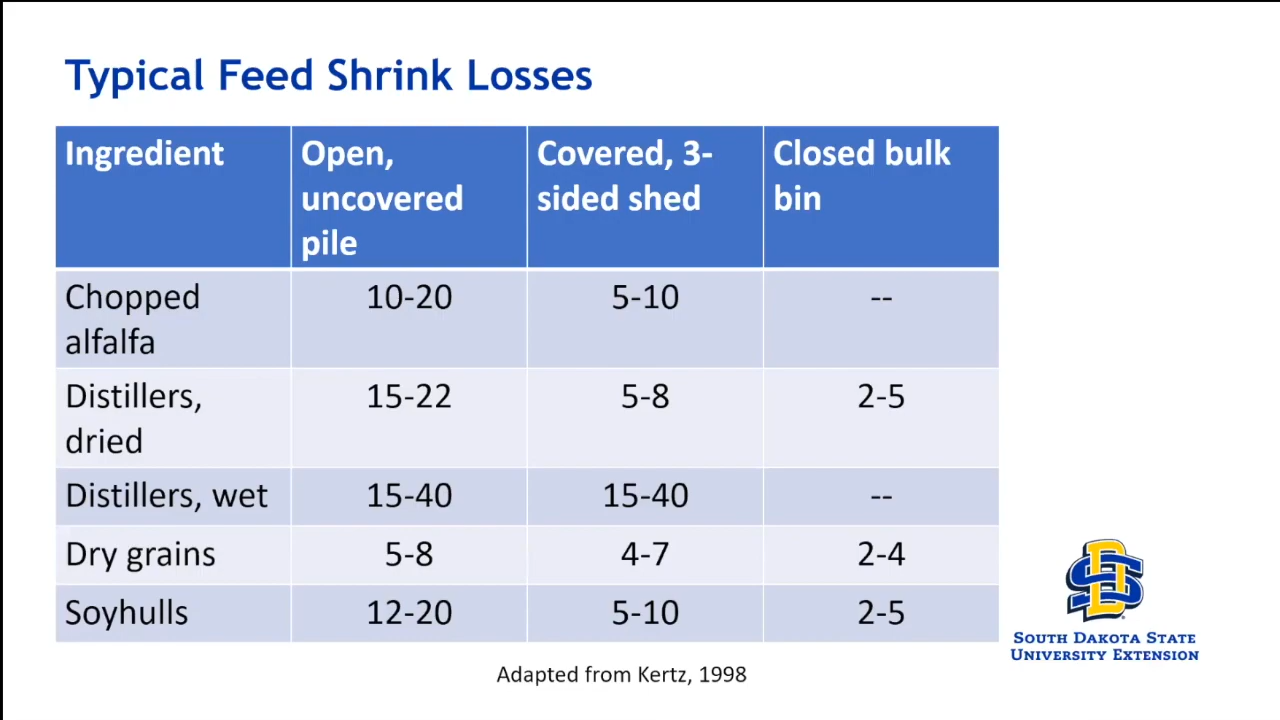 Typical Feed Shrink Losses
Ingredient
Open, uncovered pile
Covered, 3-sided shed
Closed bulk bin
Chopped alfalfa
10-20
5-10
--
Distillers, dried
15-22
5-8
2-5
Distillers, wet
15-40
15-40
--
Dry grains
5-8
4-7
2-4
Soyhulls
12-20
5-10
2-5
Adapted from Kertz, 1998
SD
South Dakota State
University Extension